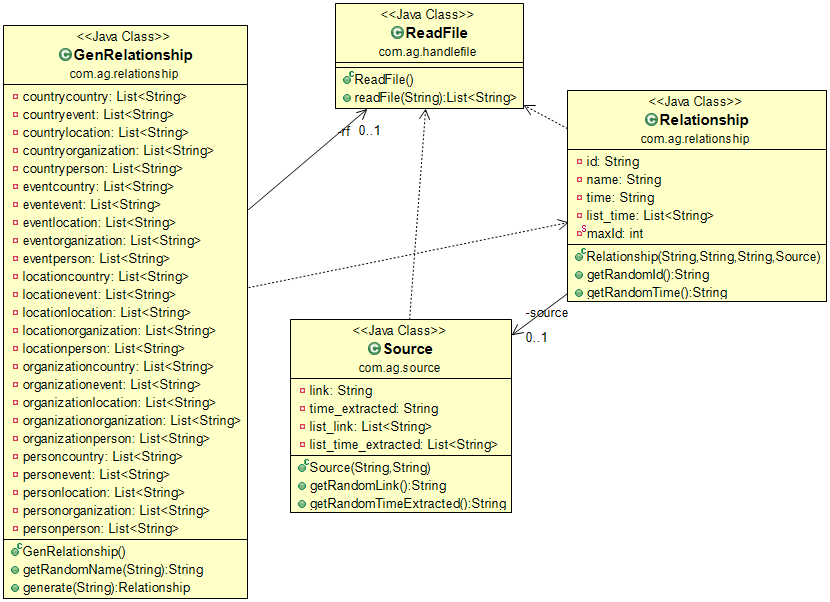 <<Java Class>>
GenRelationship
com.ag.relationship
countrycountry: List<String>
countryevent: List<String>
countrylocation: List<String>
countryorganization: List<String>
countryperson: List<String>
eventcountry: List<String>
eventevent: List<String>
eventlocation: List<String>
eventorganization: List<String>
eventperson: List<String>
locationcountry: List<String>
locationevent: List<String>
locationlocation: List<String>
locationorganization: List<String>
locationperson: List<String>
organizationcountry: List<String>
organizationevent: List<String>
organizationlocation: List<String>
organizationorganization: List<String>
organizationperson: List<String>
personcountry: List<String>
personevent: List<String>
personlocation: List<String>
personorganization: List<String>
personperson: List<String>
GenRelationship()
getRandomName(String):String
generate(String):Relationship
<<Java Class>>
ReadFile
com.ag.handlefile
ReadFile()
readFile(String):List<String>
-rf 0..1
<<Java Class>>
Relationship
com.ag.relationship
id: String
name: String
time: String
list_time: List<String>
maxId: int
Relationship(String,String,String,Source)
getRandomId():String
getRandomTime():String
-source
0..1
<<Java Class>>
Source
com.ag.source
link: String
time_extracted: String
list_link: List<String>
list_time_extracted: List<String>
Source(String,String)
getRandomLink():String
getRandomTimeExtracted():String